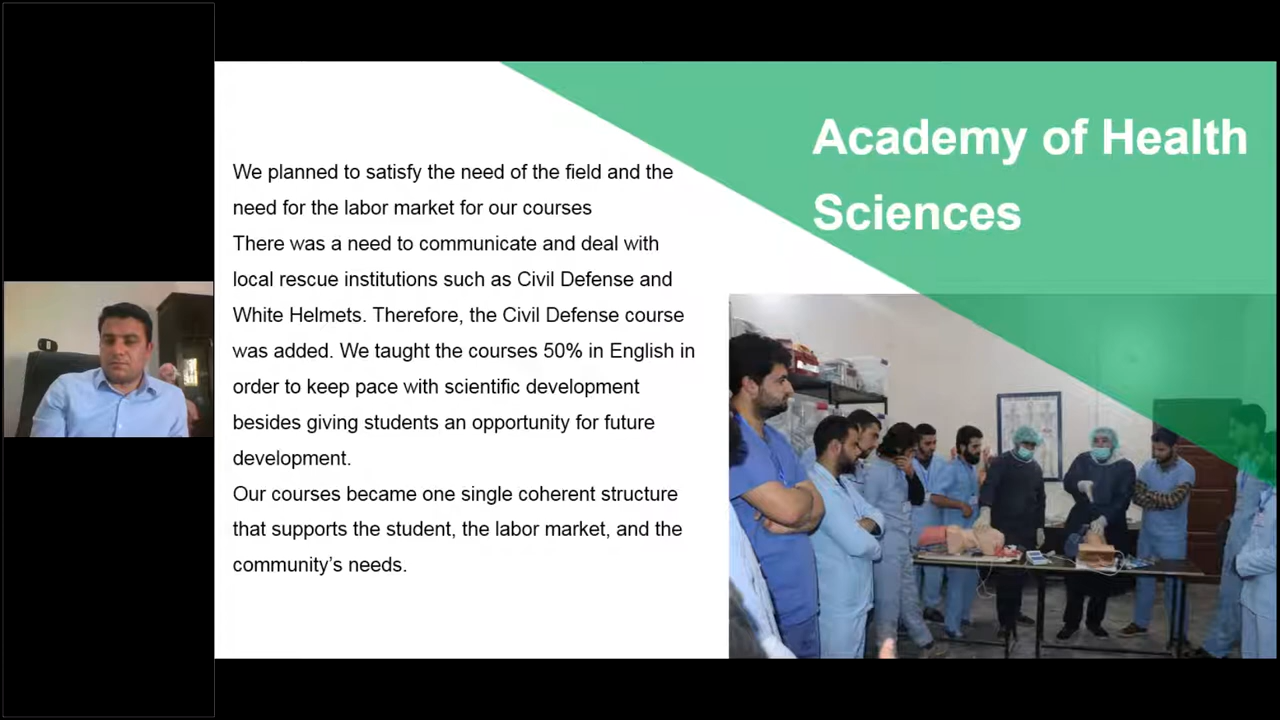 Academy of Health
Sciences
We planned to satisfy the need of the field and the
need for the labor market for our courses
There was a need to communicate and deal with
local rescue institutions such as Civil Defense and
White Helmets. Therefore, the Civil Defense course
was added. We taught the courses 50% in English in
order to keep pace with scientific development
besides giving students an opportunity for future
development.
Our courses became one single coherent structure
that supports the student, the labor market, and the
community’s needs.